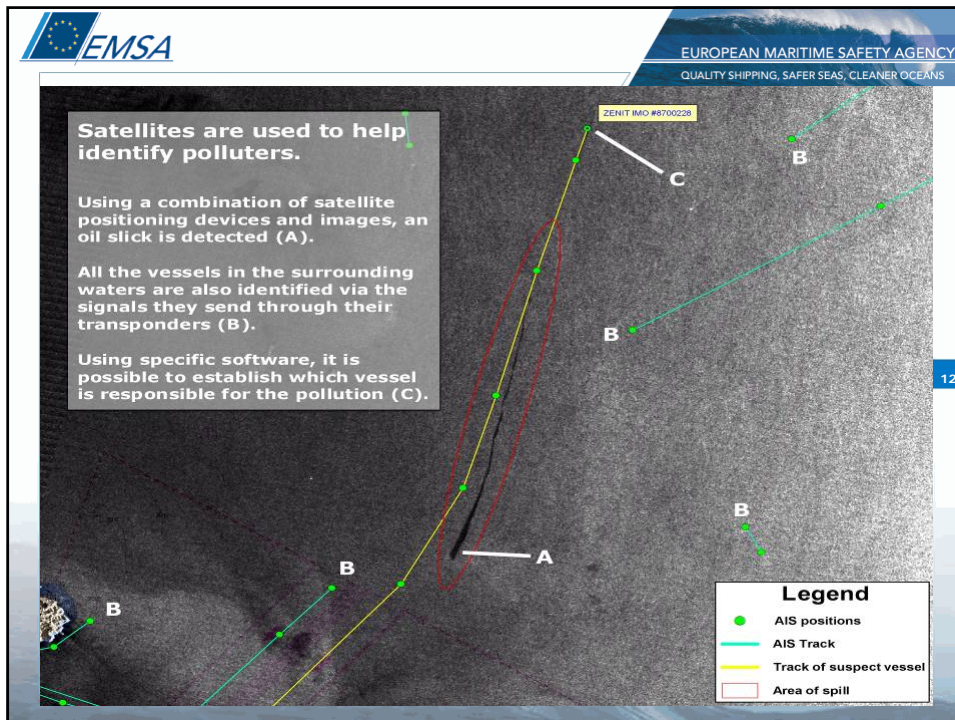 EMSA
EUROPEAN MARITIME SAFETY AGENCY
QUALITY SHIPPING, SAFER SEAS, CLEANER OCEANS
Satellites are used to help
identify polluters.
Using a combination of satellite
positioning devices and images, an
oil slick is detected (A).
All the vessels in the surrounding
waters are also identified via the
signals they send through their
transponders (B).
Using specific software, it is
possible to establish which vessel
is responsible for the pollution (C).
ZENIT IMO #8700228
C
B
B
12
B
A
B
B
Legend
AIS positions
AIS Track
Track of suspect vessel
Area of spill